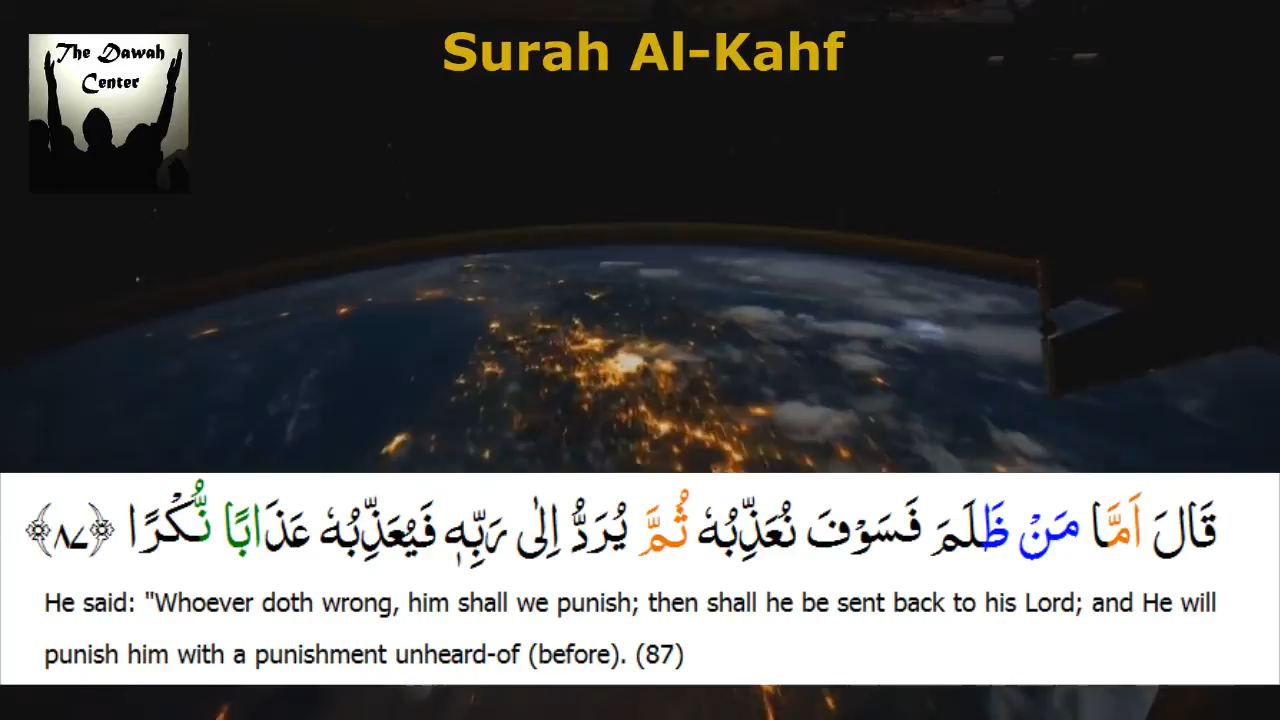 The Dawah
Center
Surah Al-Kahf
قَالَ اَمَّا مَنْ ظَلَمَ فَسَوْفَ نُعَذِّبُهٗ ثُمَّ يُرَدُّ اِلٰى رَبِّهٖ فَيُعَذِّبُهٗ عَذَابًا نُّكْرًا ﴿٨٧﴾
He said: "Whoever doth wrong, him shall we punish; then shall he be sent back to his Lord; and He will
punish him with a punishment unheard-of (before). (87)